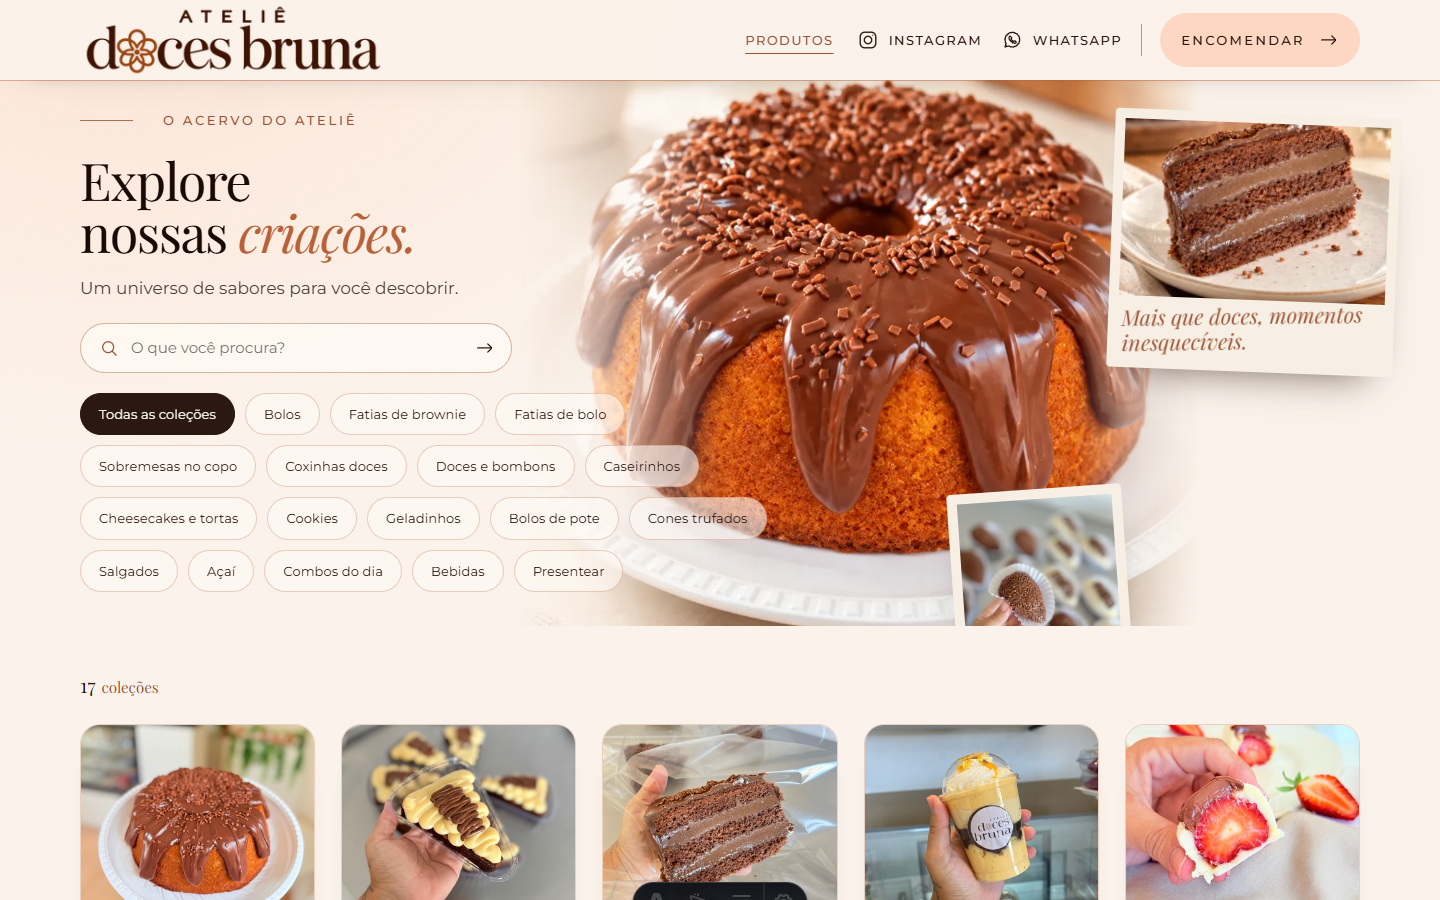 ATELIÊ
doces bruna
PRODUTOS
INSTAGRAM
WHATSAPP
ENCOMENDAR
O ACERVO DO ATELIÊ
Explore
nossas criações.
Um universo de sabores para você descobrir.
O que você procura?
Todas as coleções
Bolos
Fatias de brownie
Fatias de bolo
Sobremesas no copo
Coxinhas doces
Doces e bombons
Caseirinhos
Cheesecakes e tortas
Cookies
Geladinhos
Bolos de pote
Cones trufados
Salgados
Açaí
Combos do dia
Bebidas
Presentear
Mais que doces, momentos
inesquecíveis.
17 coleções
doces
bruna